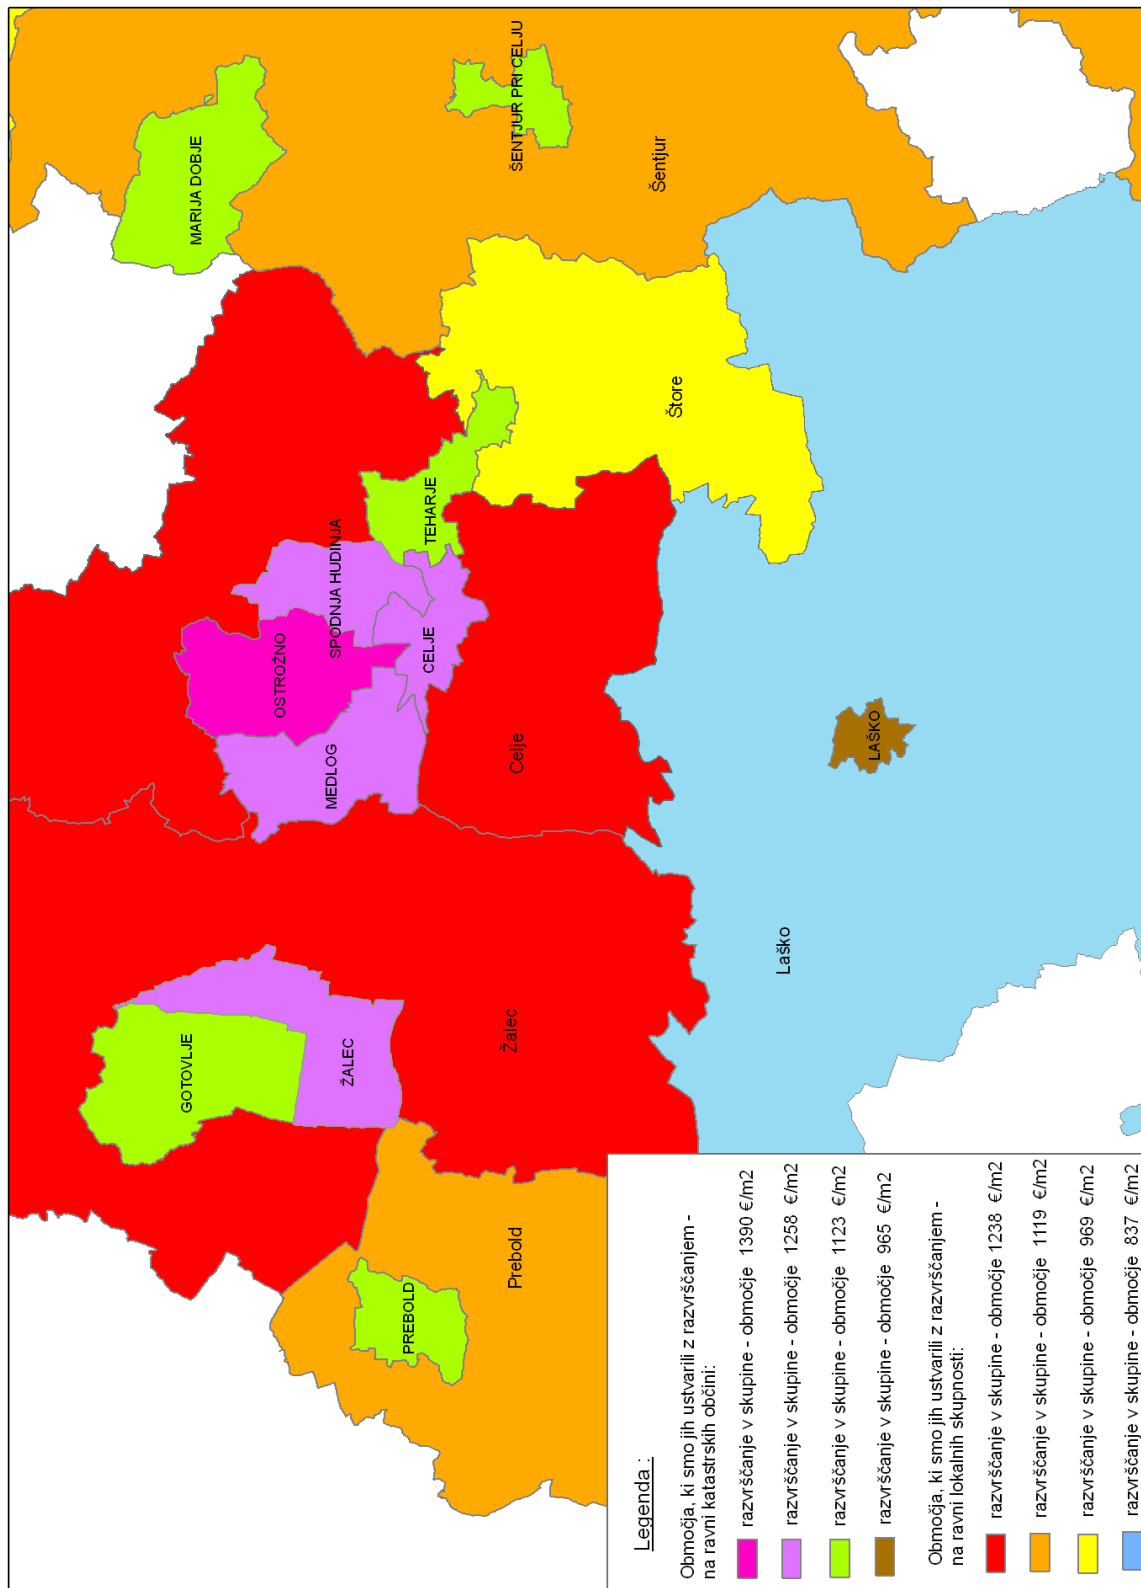 GOTOVLJE
ŽALEC
PREBOLD
Prebold
Žalec
MEDLOG
OSTROŽNO
SPODNJA HUDINJA
CELJE
TEHARJE
Celje
Štore
MARIJA DOBJE
ŠENTJUR PRI CELJU
Šentjur
Laško
LAŠKO
Legenda :
Območja, ki smo jih ustvarili z razvrščanjem -
na ravni katastrskih občini:
razvrščanje v skupine - območje 1390 €/m2
razvrščanje v skupine - območje 1258 €/m2
razvrščanje v skupine - območje 1123 €/m2
razvrščanje v skupine - območje 965 €/m2
Območja, ki smo jih ustvarili z razvrščanjem -
na ravni lokalnih skupnosti:
razvrščanje v skupine - območje 1238 €/m2
razvrščanje v skupine - območje 1119 €/m2
razvrščanje v skupine - območje 969 €/m2
razvrščanje v skupine - območje 837 €/m2